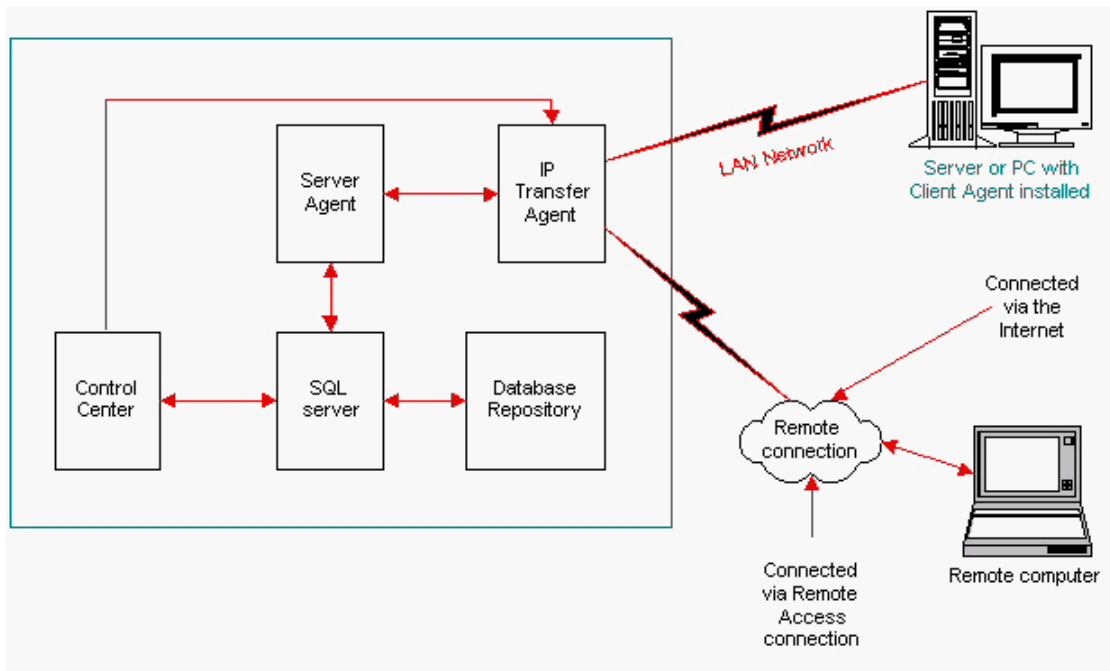 Server
Agent
IP
Transfer
Agent
LAN Network
Server or PC with
Client Agent installed
Connected
via the
Internet
Control
Center
SQL
server
Database
Repository
Remote
connection
Remote computer
Connected
via Remote
Access
connection